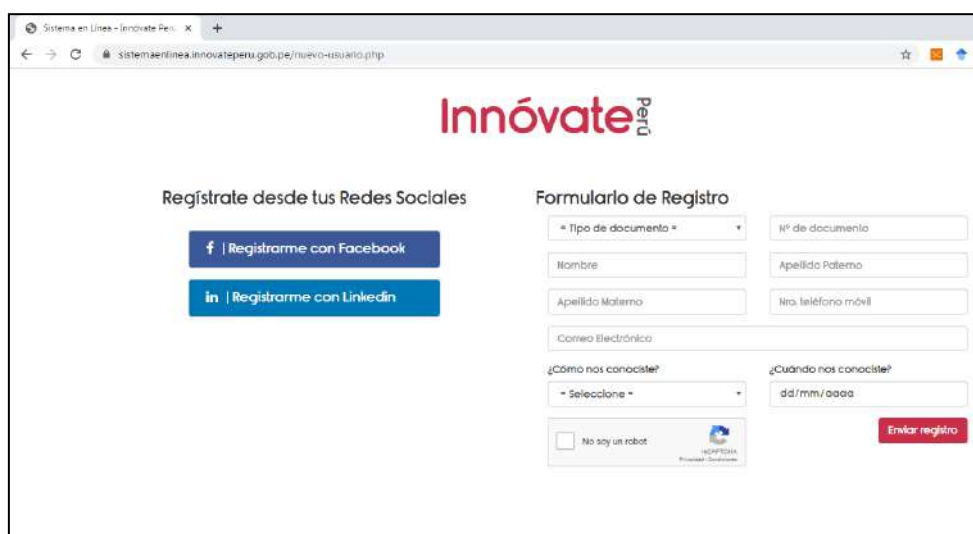 Sistema en Línea - Innóvate Perú
sistemaenlinea.innovateperu.gob.pe/nuevo-usuario.php
Innóvate Perú
Regístrate desde tus Redes Sociales
f | Registrarme con Facebook
in | Registrarme con Linkedin
Formulario de Registro
= Tipo de documento =
Nº de documento
Nombre
Apellido Paterno
Apellido Materno
Nro. teléfono móvil
Correo Electrónico
¿Cómo nos conociste?
¿Cuándo nos conociste?
= Seleccione =
dd/mm/aaaa
No soy un robot
reCAPTCHA
Privacidad - Condiciones
Enviar registro